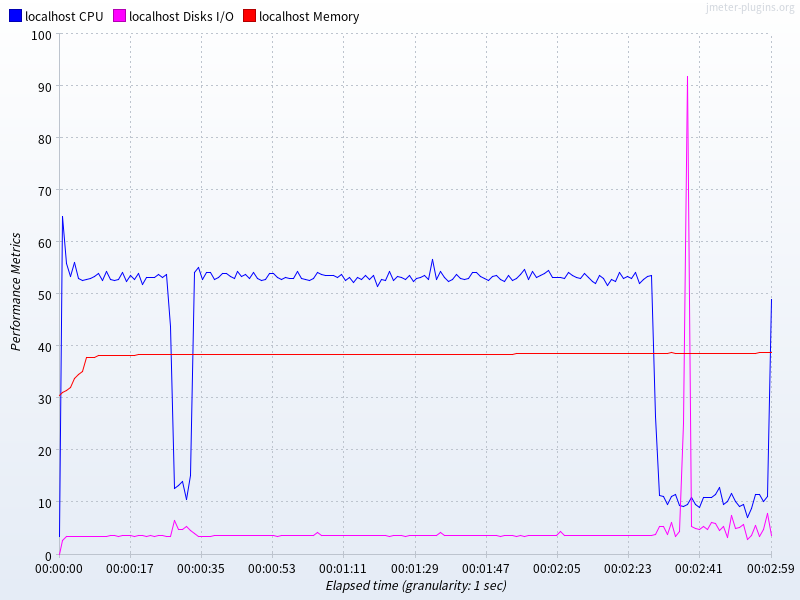 jmeter-plugins.org
localhost CPU localhost Disks I/O localhost Memory
100
90
80
70
60
50
40
30
20
10
0
Performance Metrics
00:00:00 00:00:17 00:00:35 00:00:53 00:01:11 00:01:29 00:01:47 00:02:05 00:02:23 00:02:41 00:02:59
Elapsed time (granularity: 1 sec)